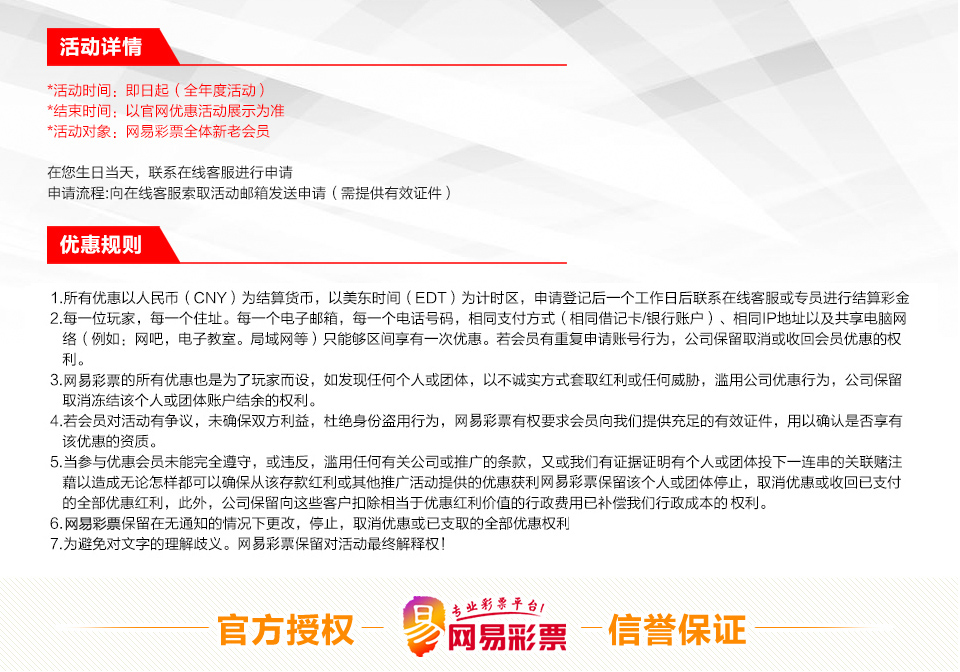 活动详情
*活动时间：即日起（全年度活动）
*结束时间：以官网优惠活动展示为准
*活动对象：网易彩票全体新老会员
在您生日当天，联系在线客服进行申请
申请流程:向在线客服索取活动邮箱发送申请（需提供有效证件）
优惠规则
1.所有优惠以人民币（CNY）为结算货币，以美东时间（EDT）为计时区，申请登记后一个工作日后联系在线客服或专员进行结算彩金
2.每一位玩家，每一个住址。每一个电子邮箱，每一个电话号码，相同支付方式（相同借记卡/银行账户）、相同IP地址以及共享电脑网
络（例如：网吧，电子教室。局域网等）只能够区间享有一次优惠。若会员有重复申请账号行为，公司保留取消或收回会员优惠的权
利。
3.网易彩票的所有优惠也是为了玩家而设，如发现任何个人或团体，以不诚实方式套取红利或任何威胁，滥用公司优惠行为，公司保留
取消冻结该个人或团体账户结余的权利。
4.若会员对活动有争议，未确保双方利益，杜绝身份盗用行为，网易彩票有权要求会员向我们提供充足的有效证件，用以确认是否享有
该优惠的资质。
5.当参与优惠会员未能完全遵守，或违反，滥用任何有关公司或推广的条款，又或我们有证据证明有个人或团体投下一连串的关联赌注
藉以造成无论怎样都可以确保从该存款红利或其他推广活动提供的优惠获利网易彩票保留该个人或团体停止，取消优惠或收回已支付
的全部优惠红利，此外，公司保留向这些客户扣除相当于优惠红利价值的行政费用已补偿我们行政成本的权利。
6.网易彩票保留在无通知的情况下更改，停止，取消优惠或已支取的全部优惠权利
7.为避免对文字的理解歧义。网易彩票保留对活动最终解释权！
官方授权
专业彩票平台!
易
网易彩票
信誉保证